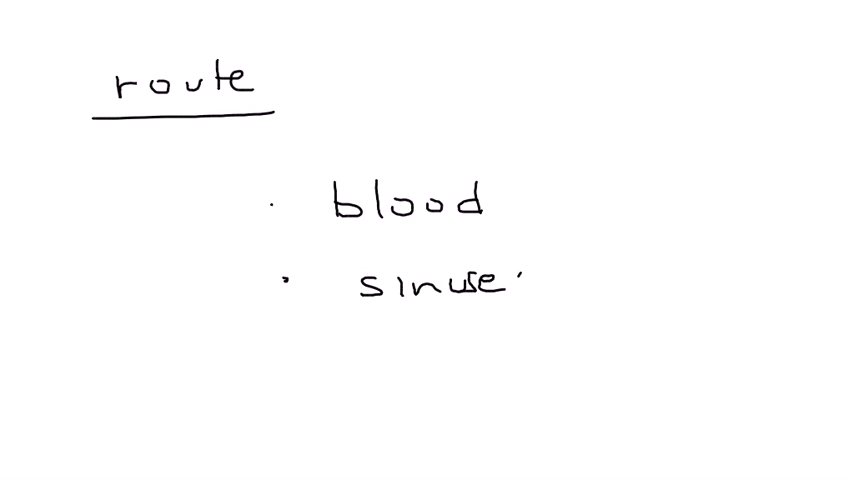 route
· blood
· sinuse